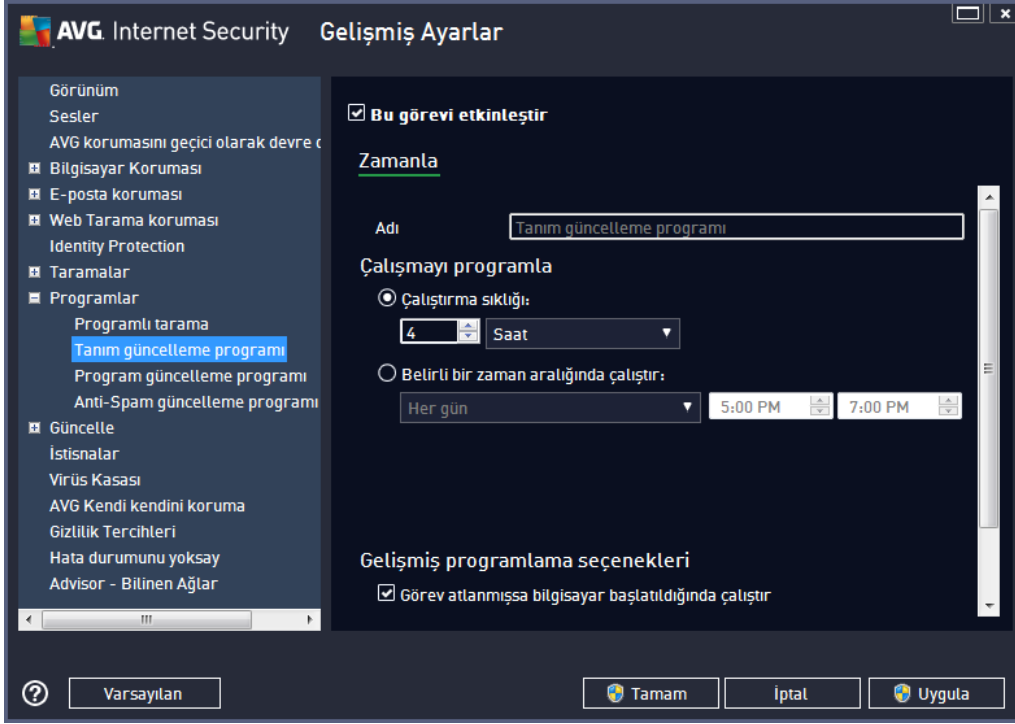 AVG Internet Security Gelişmiş Ayarlar
Görünüm
Sesler
AVG korumasını geçici olarak devre
Bilgisayar Koruması
E-posta koruması
Web Tarama koruması
Identity Protection
Taramalar
Programlar
Programlı tarama
Tanım güncelleme programı
Program güncelleme programı
Anti-Spam güncelleme programı
Güncelle
İstisnalar
Virüs Kasası
AVG Kendi kendini koruma
Gizlilik Tercihleri
Hata durumunu yoksay
Advisor - Bilinen Ağlar
Bu görevi etkinleştir
Zamanla
Adı Tanım güncelleme programı
Çalışmayı programla
Çalıştırma sıklığı:
4 Saat
Belirli bir zaman aralığında çalıştır:
Her gün 5:00 PM 7:00 PM
Gelişmiş programlama seçenekleri
Görev atlanmışsa bilgisayar başlatıldığında çalıştır
? Varsayılan Tamam İptal Uygula